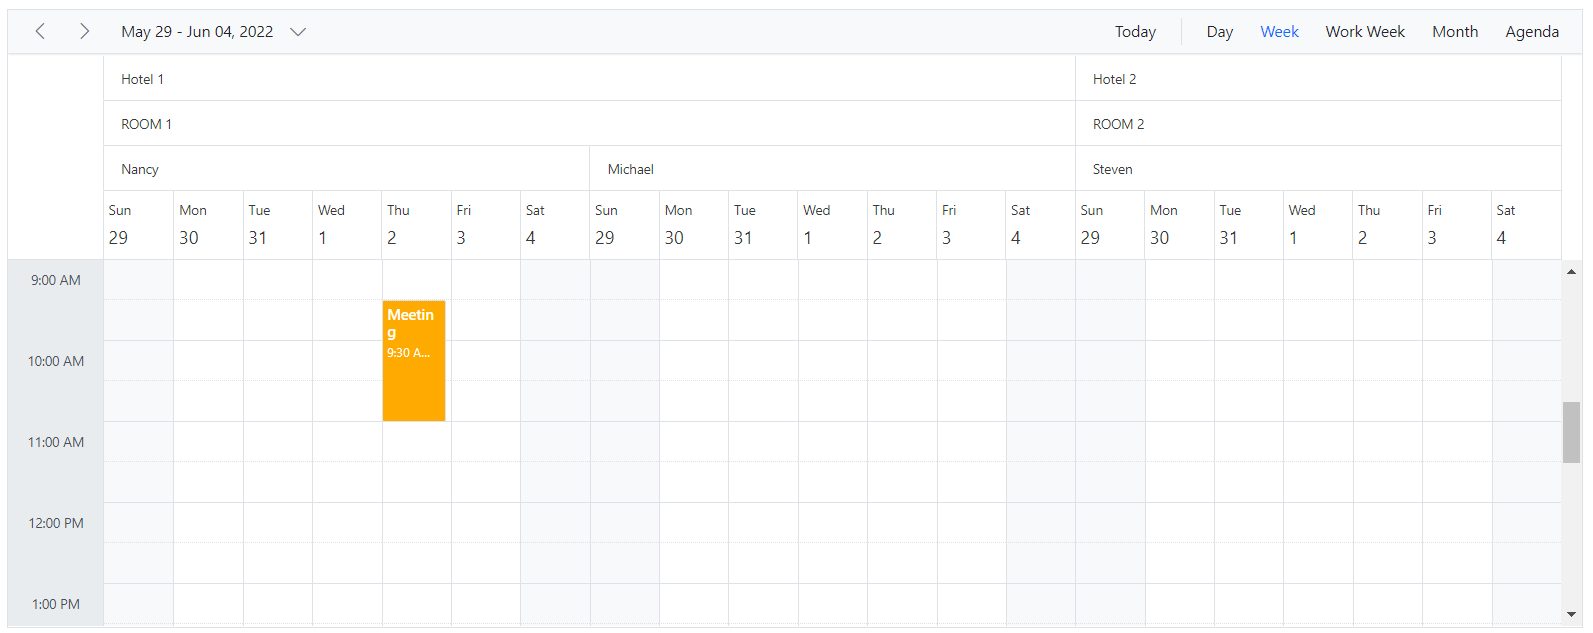 May 29 - Jun 04, 2022 Today Day Week Work Week Month Agenda
Hotel 1 Hotel 2
ROOM 1 ROOM 2
Nancy Michael Steven
Sun Mon Tue Wed Thu Fri Sat Sun Mon Tue Wed Thu Fri Sat Sun Mon Tue Wed Thu Fri Sat
29 30 31 1 2 3 4 29 30 31 1 2 3 4 29 30 31 1 2 3 4
9:00 AM
Meetin
g
9:30 A...
10:00 AM
11:00 AM
12:00 PM
1:00 PM